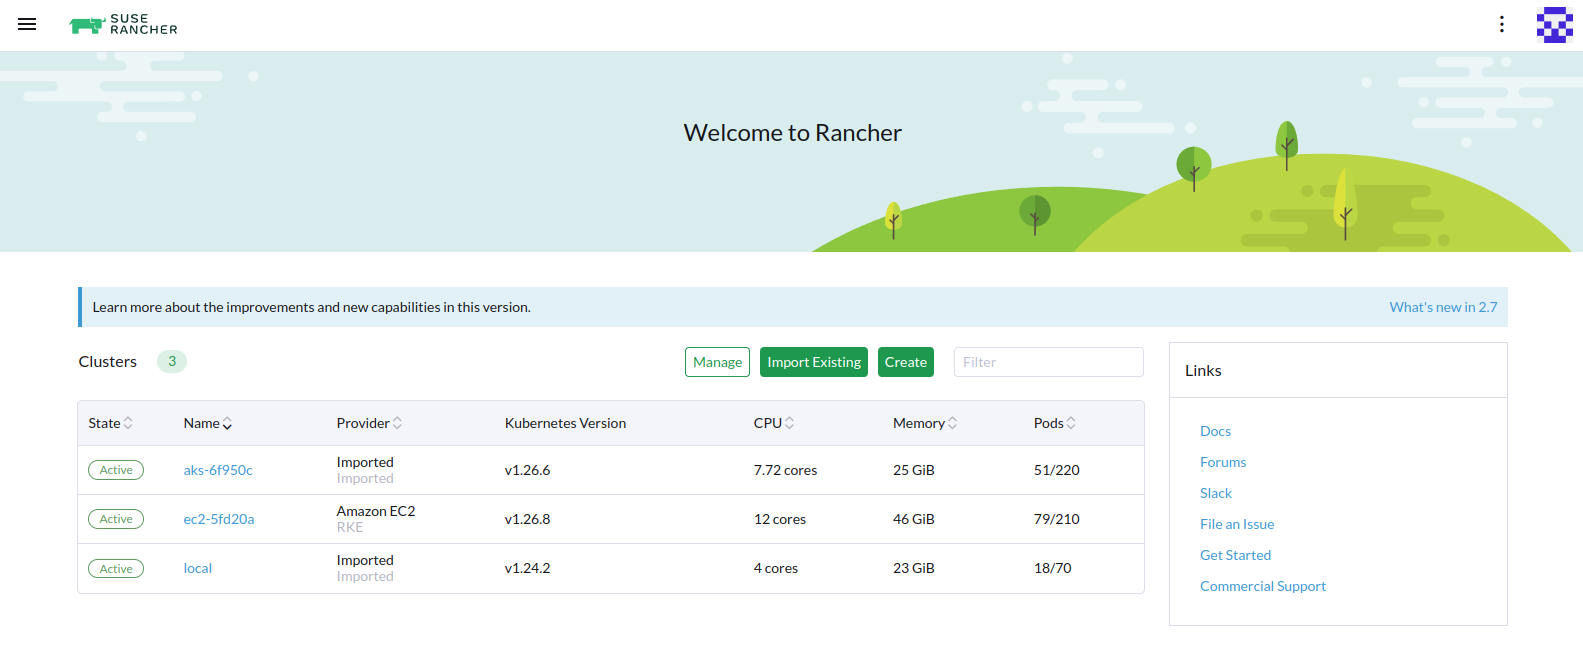 SUSE
RANCHER
Welcome to Rancher
Learn more about the improvements and new capabilities in this version. What's new in 2.7
Clusters 3 Manage Import Existing Create Filter
State Name Provider Kubernetes Version CPU Memory Pods
Active aks-6f950c Imported v1.26.6 7.72 cores 25 GiB 51/220
Imported
Active ec2-5fd20a Amazon EC2 v1.26.8 12 cores 46 GiB 79/210
RKE
Active local Imported v1.24.2 4 cores 23 GiB 18/70
Imported
Links
Docs
Forums
Slack
File an Issue
Get Started
Commercial Support